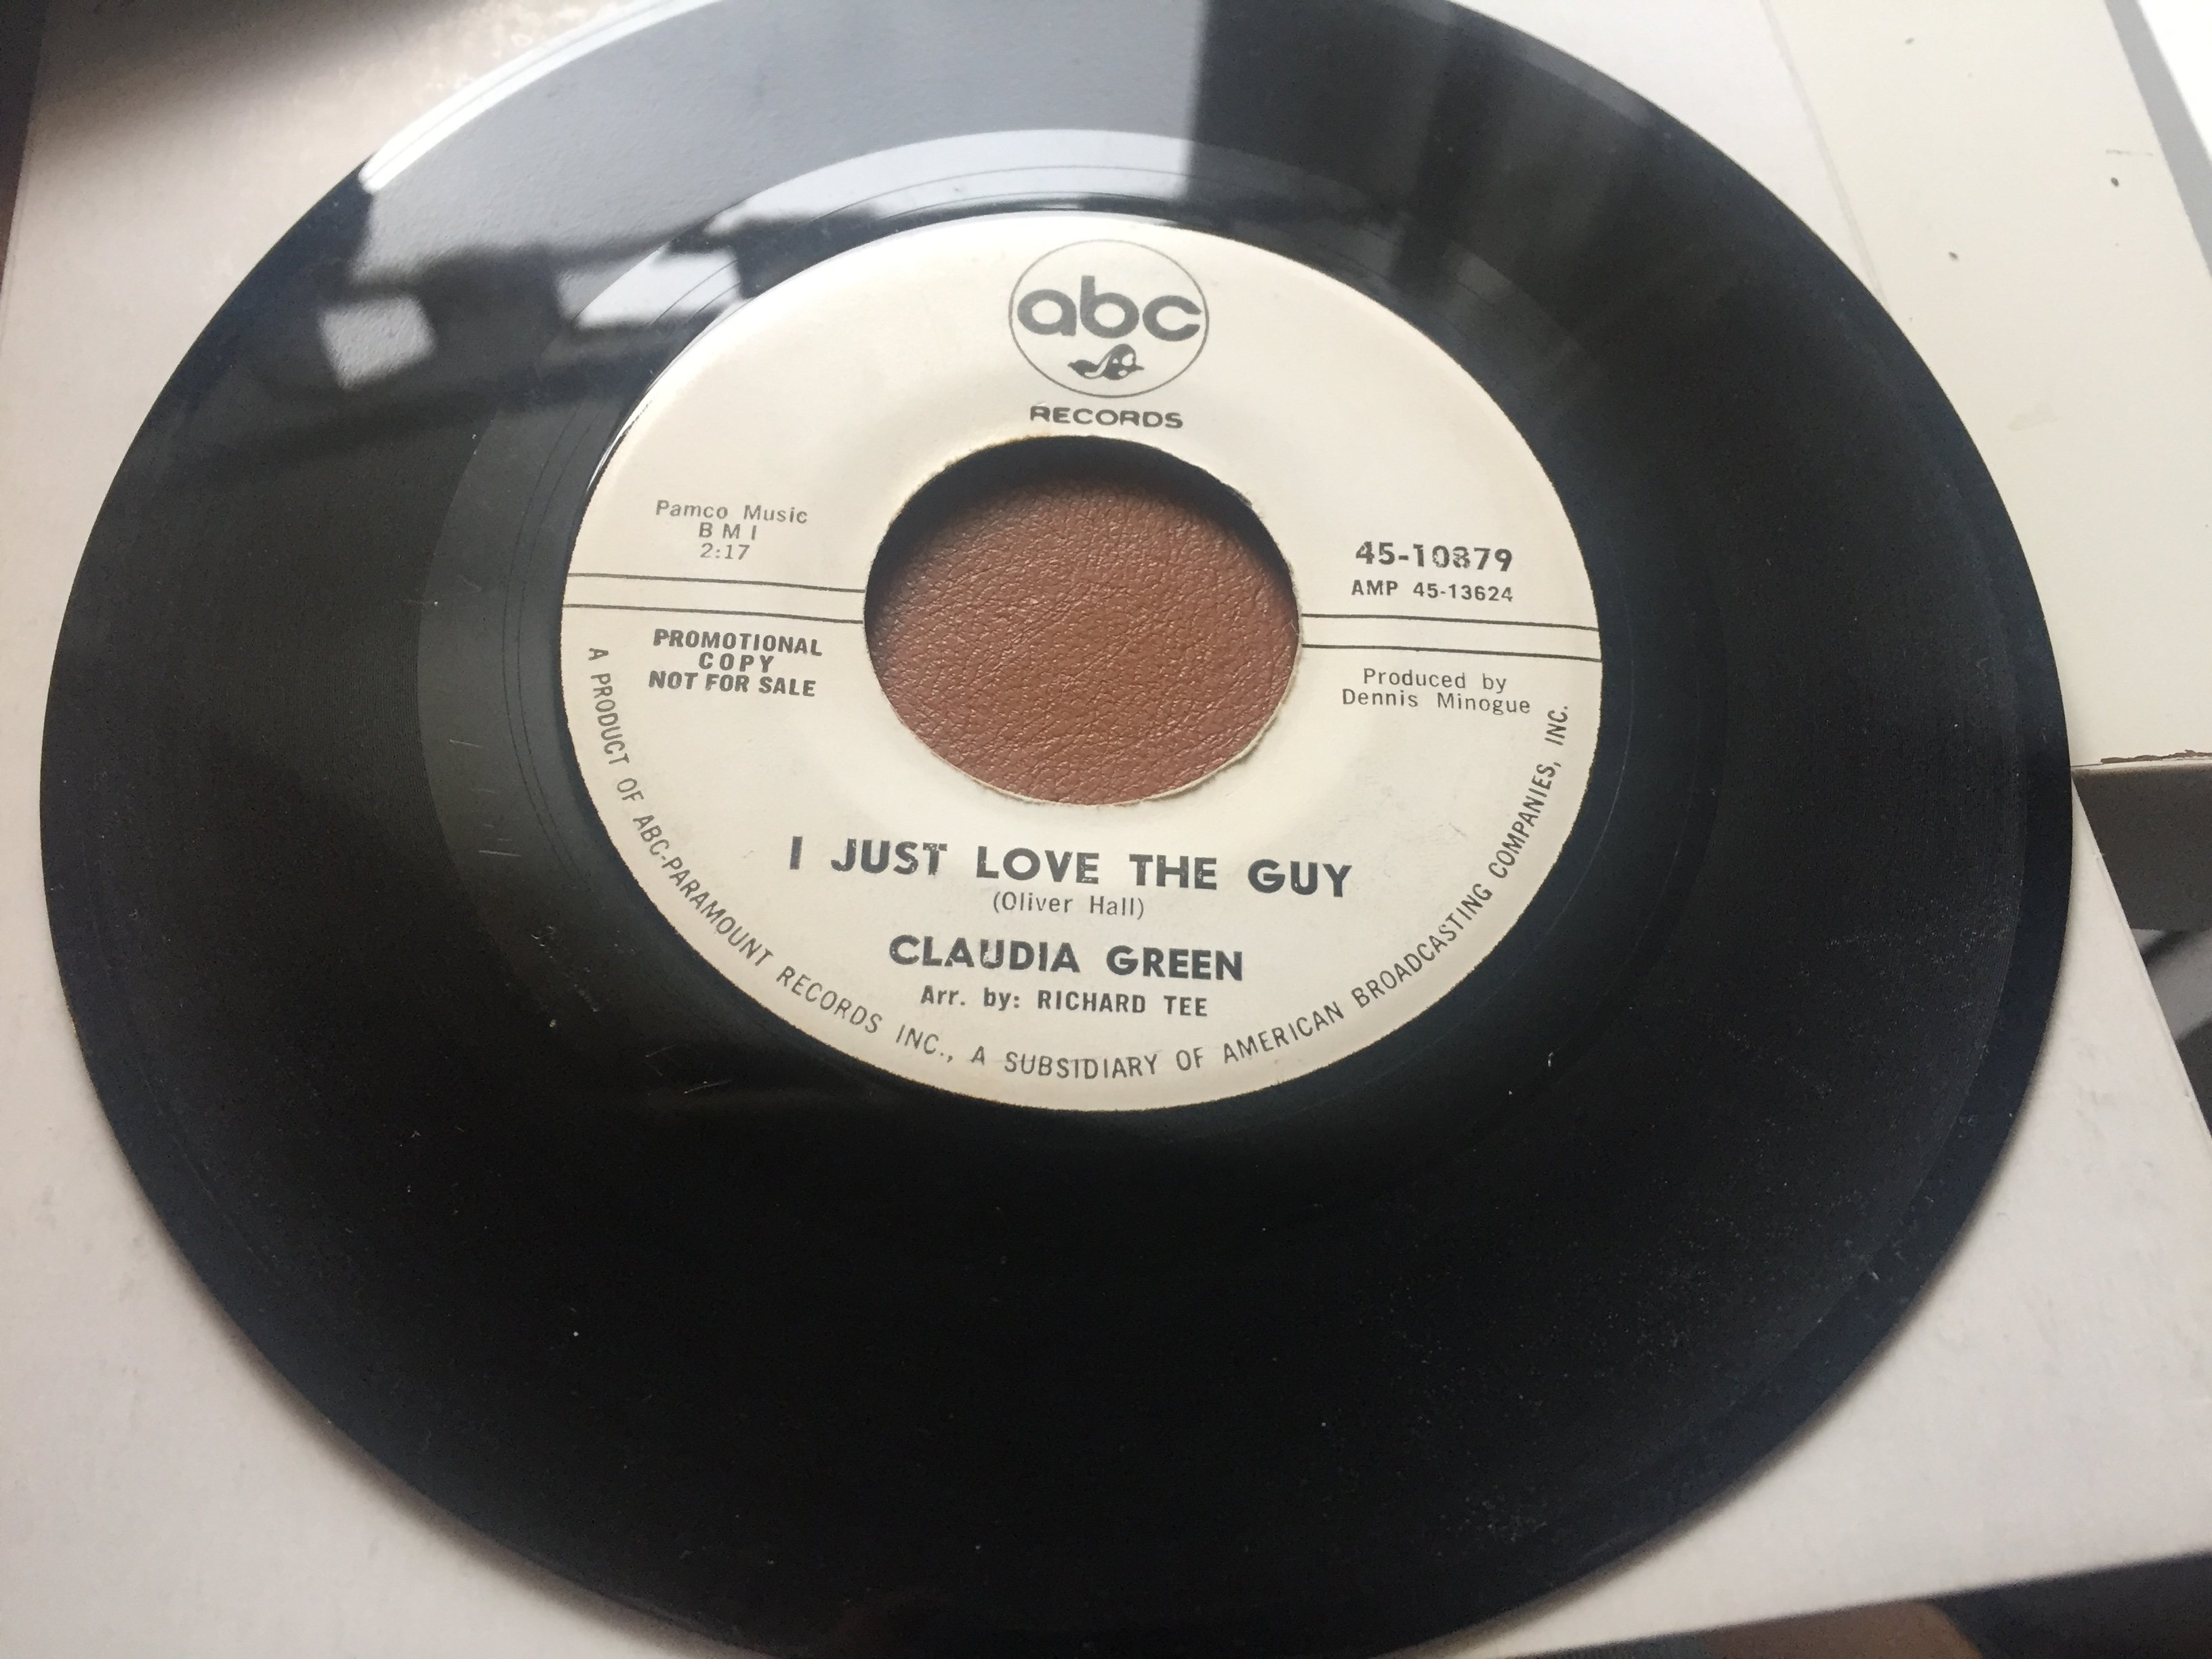 abc
RECORDS
Pamco Music
B M I
2:17
45-10879
AMP 45-13624
PROMOTIONAL
COPY
NOT FOR SALE
Produced by
Dennis Minogue
I JUST LOVE THE GUY
(Oliver Hall)
CLAUDIA GREEN
Arr. by: RICHARD TEE
A PRODUCT OF ABC-PARAMOUNT RECORDS INC., A SUBSIDIARY OF AMERICAN BROADCASTING COMPANIES, INC.